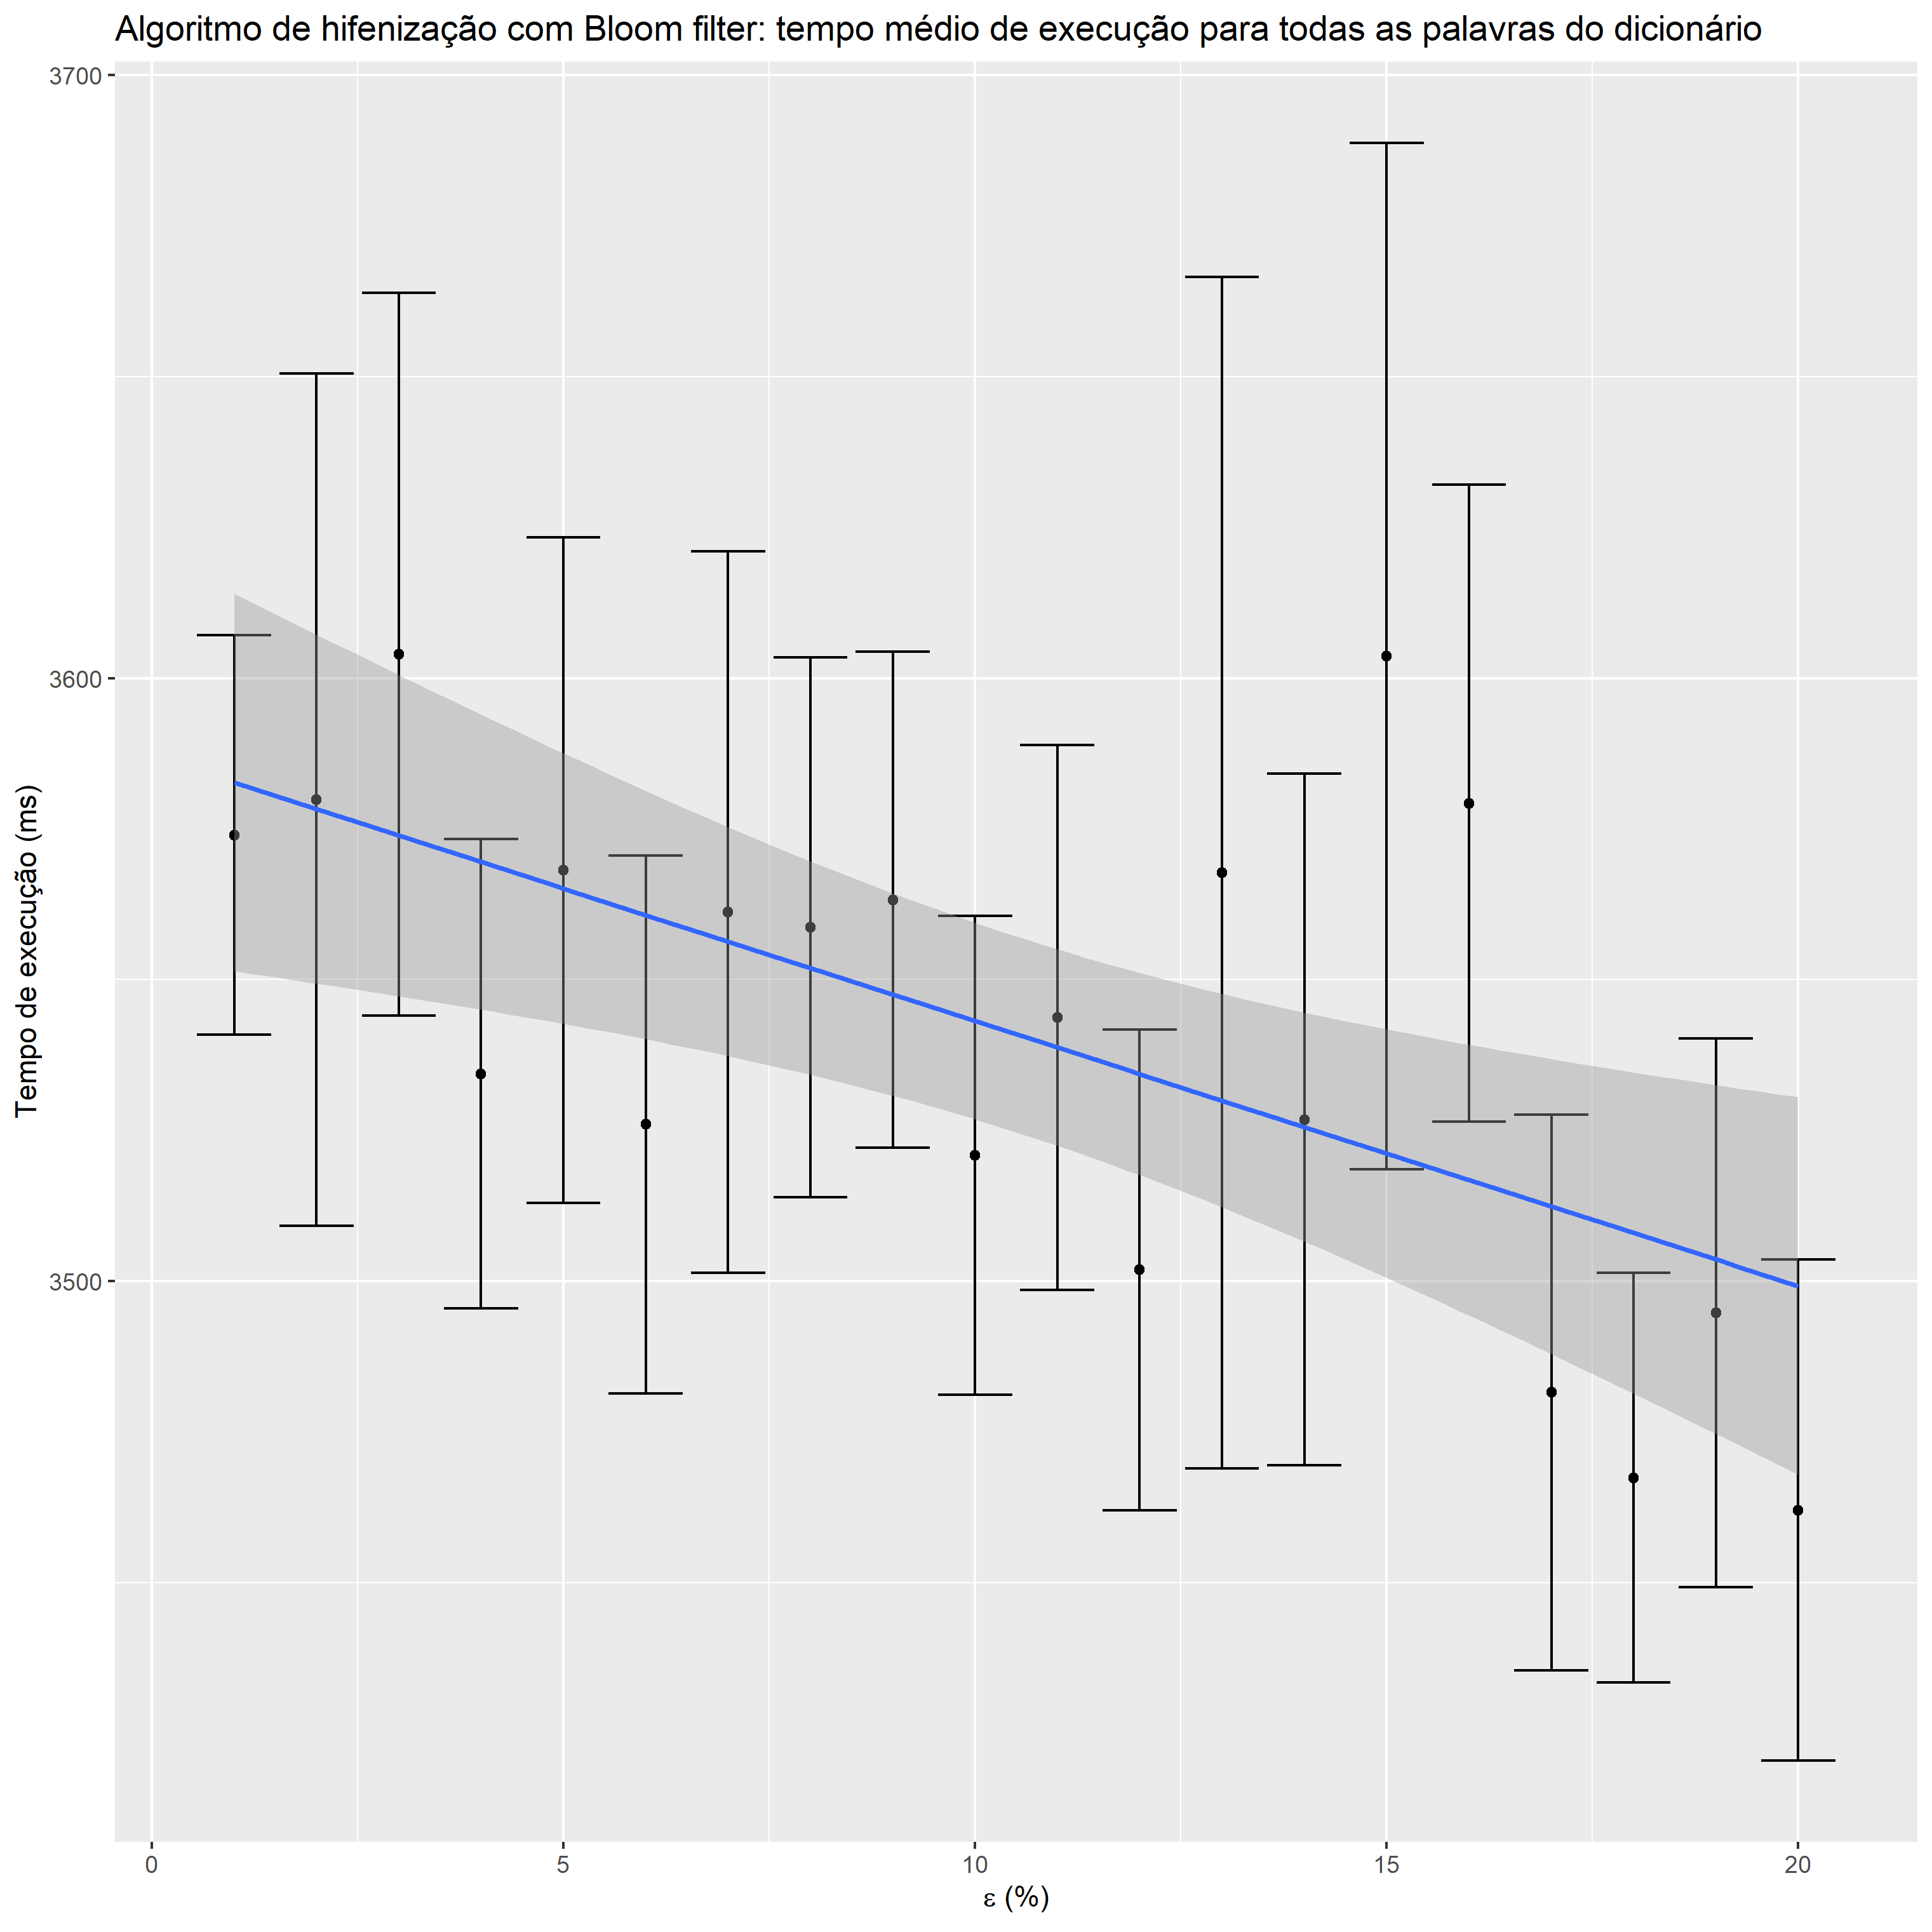 Algoritmo de hifenização com Bloom filter: tempo médio de execução para todas as palavras do dicionário
3700
3600
3500
Tempo de execução (ms)
0 5 10 15 20
ε (%)